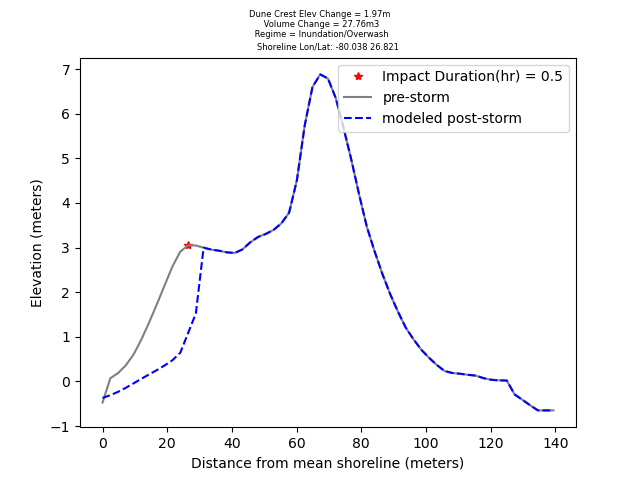 Dune Crest Elev Change = 1.97m
Volume Change = 27.76m3
Regime = Inundation/Overwash
Shoreline Lon/Lat: -80.038 26.821
Impact Duration(hr) = 0.5
pre-storm
modeled post-storm
7
6
5
4
3
2
1
0
−1
Elevation (meters)
0 20 40 60 80 100 120 140
Distance from mean shoreline (meters)